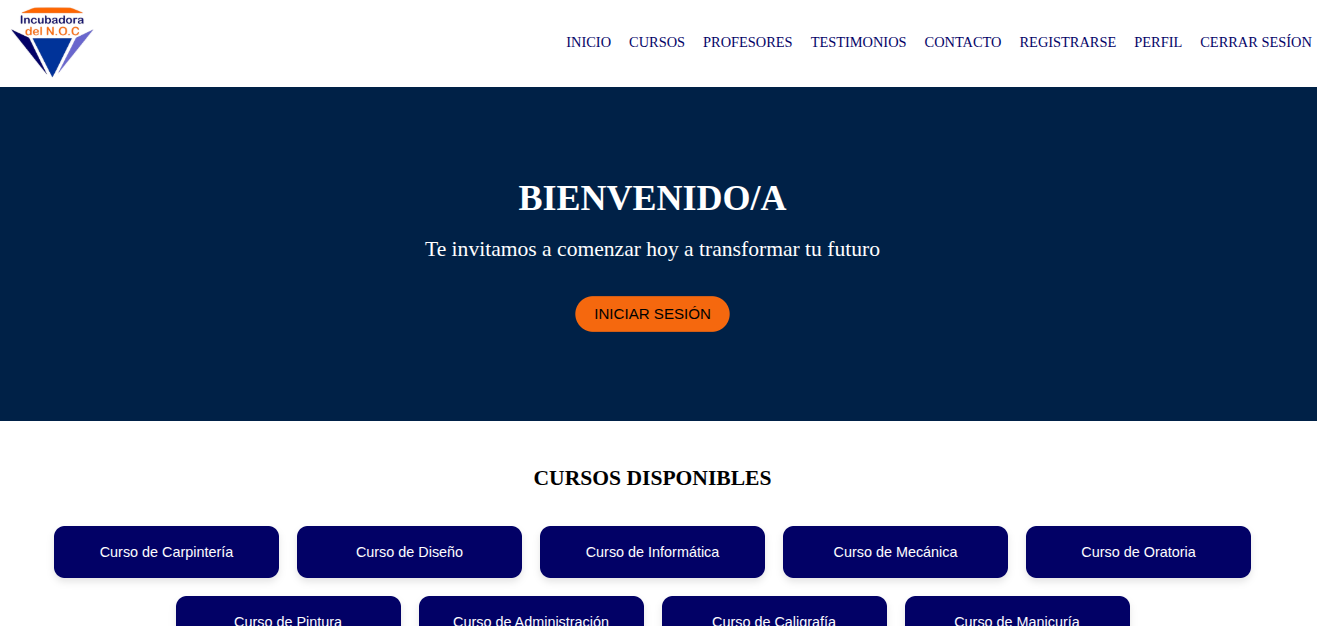 Incubadora
del N.O.C
INICIO CURSOS PROFESORES TESTIMONIOS CONTACTO REGISTRARSE PERFIL CERRAR SESÍON
BIENVENIDO/A
Te invitamos a comenzar hoy a transformar tu futuro
INICIAR SESIÓN
CURSOS DISPONIBLES
Curso de Carpintería Curso de Diseño Curso de Informática Curso de Mecánica Curso de Oratoria
Curso de Pintura Curso de Administración Curso de Caligrafía Curso de Manicuría